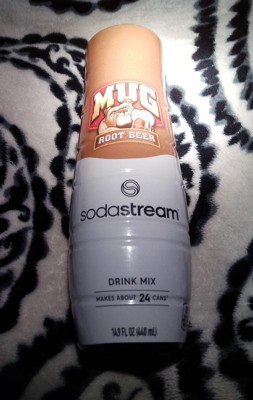 MUG
ROOT BEER
sodastream
DRINK MIX
MAKES ABOUT 24 CANS*
14.9 FL OZ (440 mL)